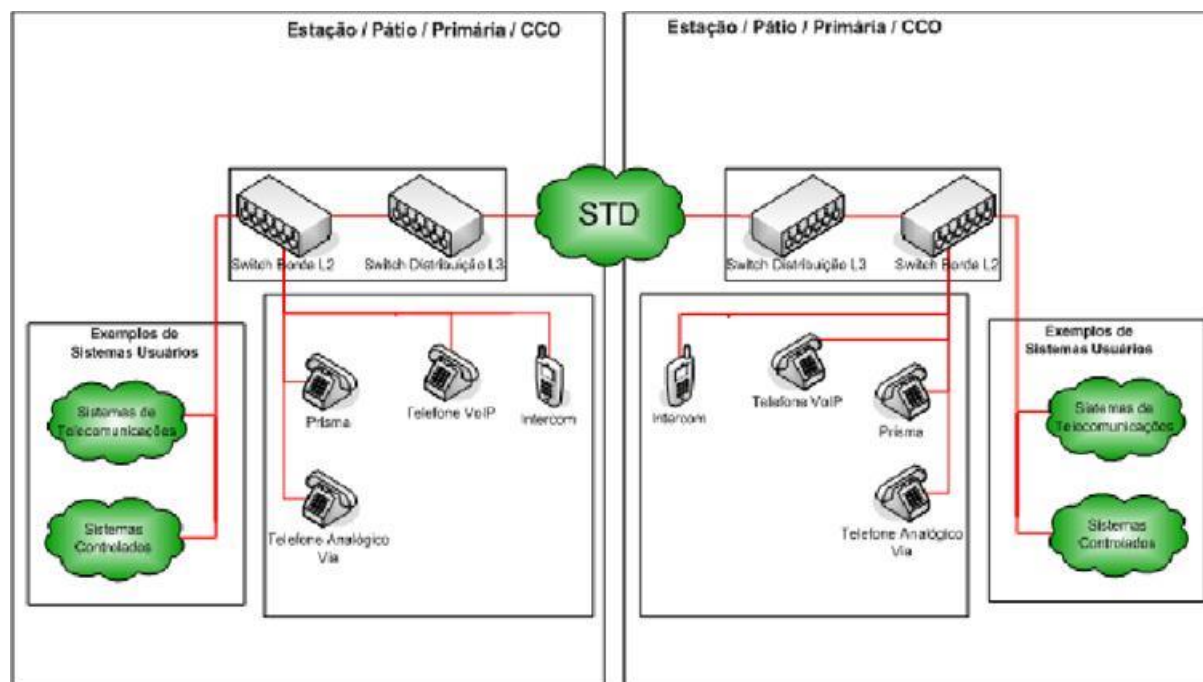 Estação / Pátio / Primária / CCO
Estação / Pátio / Primária / CCO
STD
Switch Borda L2
Switch Distribuição L3
Switch Distribuição L3
Switch Borda L2
Exemplos de
Sistemas Usuários
Sistemas de
Telecomunicações
Sistemas
Controlados
Prisma
Telefone VoIP
Intercom
Telefone Analógico
Via
Intercom
Telefone VoIP
Prisma
Telefone Analógico
Via
Exemplos de
Sistemas Usuários
Sistemas de
Telecomunicações
Sistemas
Controlados